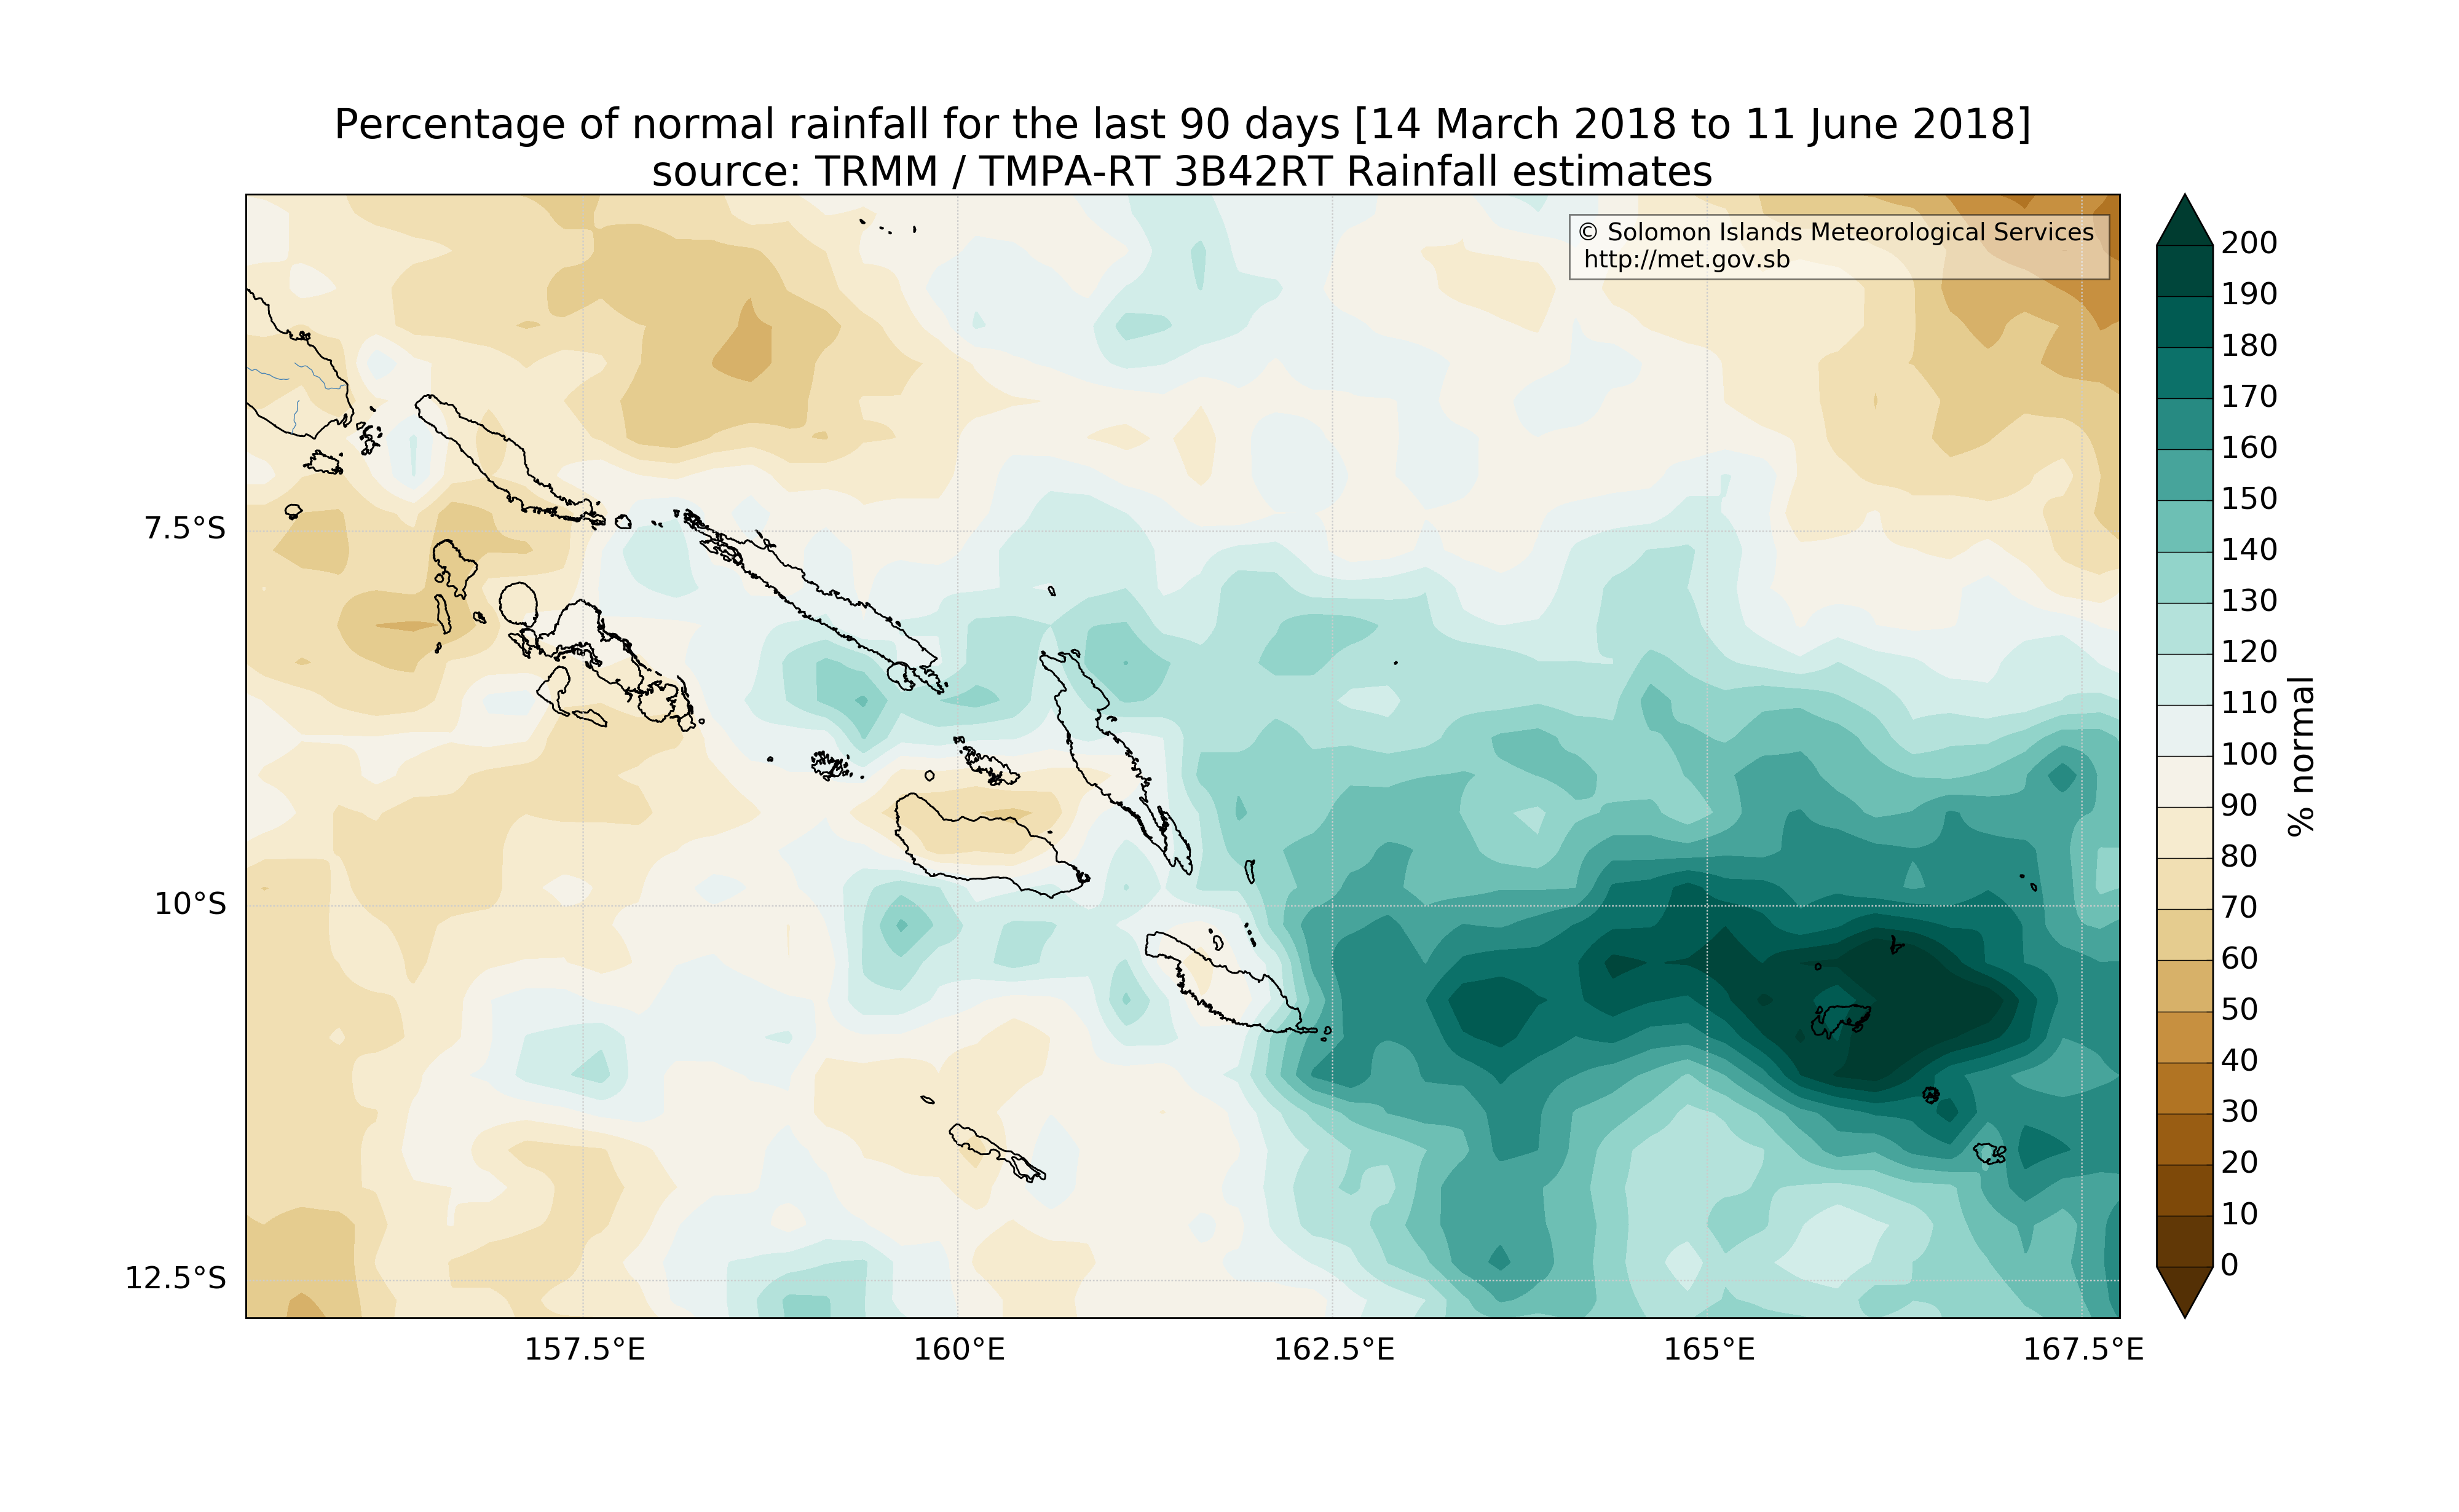 Percentage of normal rainfall for the last 90 days [14 March 2018 to 11 June 2018]
source: TRMM / TMPA-RT 3B42RT Rainfall estimates
© Solomon Islands Meteorological Services
http://met.gov.sb
7.5°S
10°S
12.5°S
157.5°E
160°E
162.5°E
165°E
167.5°E
200
190
180
170
160
150
140
130
120
110
100
90
80
70
60
50
40
30
20
10
0
% normal